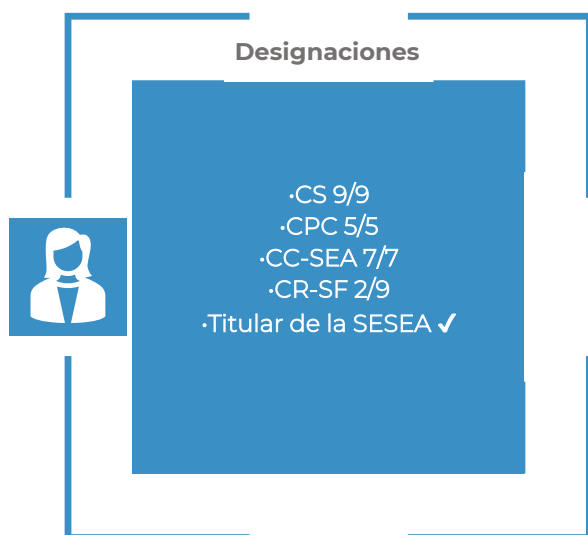 Designaciones
·CS 9/9
·CPC 5/5
·CC-SEA 7/7
·CR-SF 2/9
·Titular de la SESEA ✓